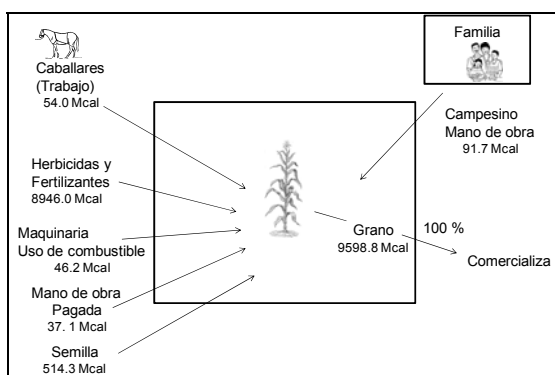 Familia
Caballares
(Trabajo)
54.0 Mcal
Campesino
Mano de obra
91.7 Mcal
Herbicidas y
Fertilizantes
8946.0 Mcal
Maquinaria
Uso de combustible
46.2 Mcal
Grano
9598.8 Mcal
100 %
Comercializa
Mano de obra
Pagada
37. 1 Mcal
Semilla
514.3 Mcal